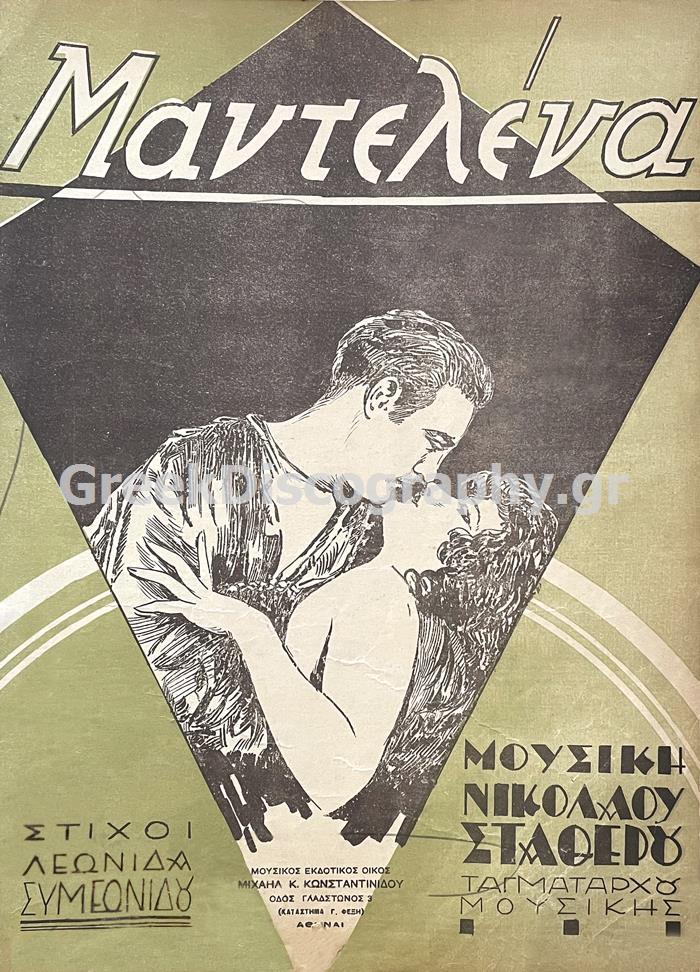 Μαντελένα
GreekDiscography.gr
ΜΟΥΣΙΚΗ
ΝΙΚΟΛΑΟΥ
ΣΤΑΘΕΡΟΥ
ΤΑΓΜΑΤΑΡΧΟΥ
ΜΟΥΣΙΚΗΣ
ΣΤΙΧΟΙ
ΛΕΩΝΙΔΑ
ΣΥΜΕΩΝΙΔΟΥ
ΜΟΥΣΙΚΟΣ ΕΚΔΟΤΙΚΟΣ ΟΙΚΟΣ
ΜΙΧΑΗΛ Κ. ΚΩΝΣΤΑΝΤΙΝΙΔΟΥ
ΟΔΟΣ ΓΛΑΔΣΤΩΝΟΣ 3
(ΚΑΤΑΣΤΗΜΑ Γ. ΦΕΞΗ)
ΑΘΗΝΑΙ